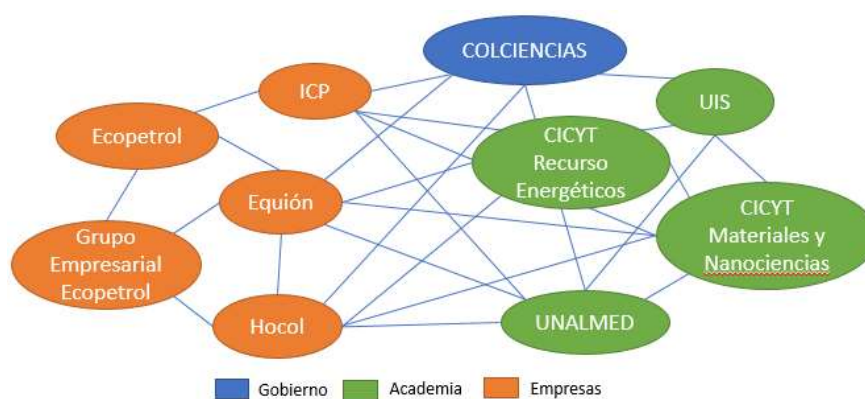 COLCIENCIAS
ICP
UIS
Ecopetrol
CICYT
Recurso
Energéticos
Equión
CICYT
Materiales y
Nanociencias
Grupo
Empresarial
Ecopetrol
Hocol
UNALMED
Gobierno
Academia
Empresas